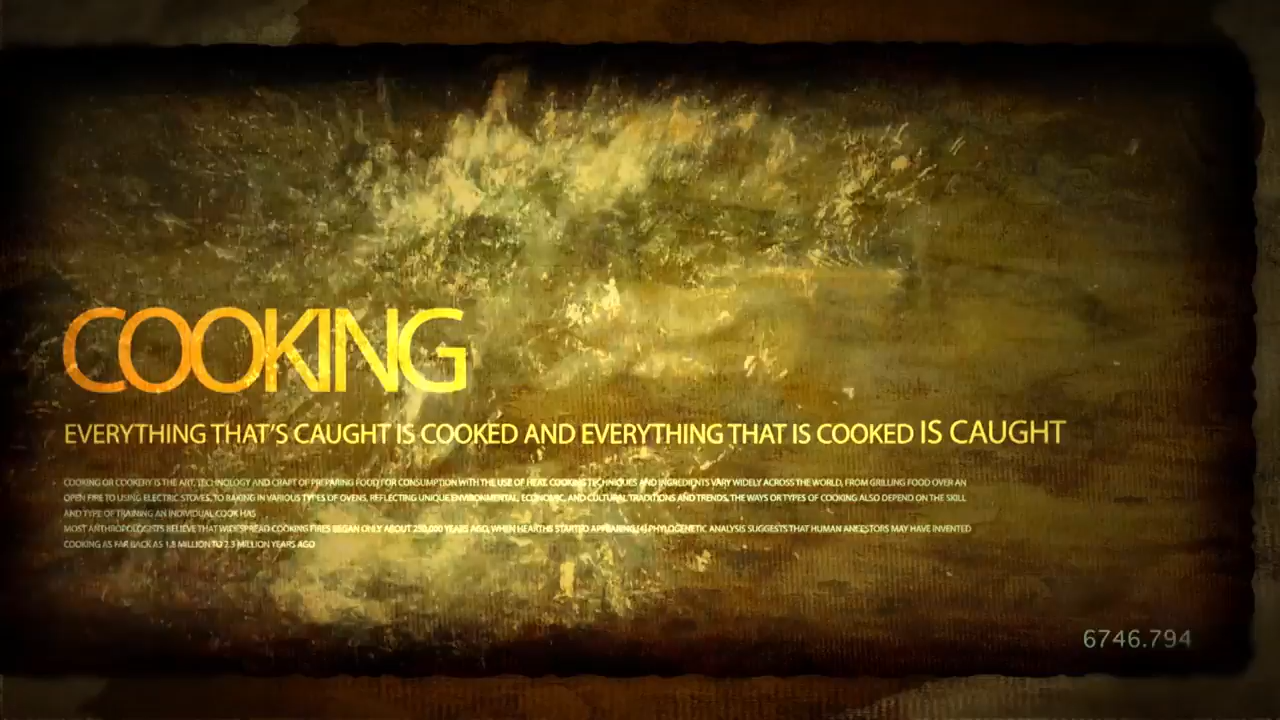 COOKING
EVERYTHING THAT'S CAUGHT IS COOKED AND EVERYTHING THAT IS COOKED IS CAUGHT
COOKING OR COOKERY IS THE ART, TECHNOLOGY AND CRAFT OF PREPARING FOOD FOR CONSUMPTION WITH THE USE OF HEAT. COOKING TECHNIQUES AND INGREDIENTS VARY WIDELY ACROSS THE WORLD, FROM GRILLING FOOD OVER AN
OPEN FIRE TO USING ELECTRIC STOVES, TO BAKING IN VARIOUS TYPES OF OVENS, REFLECTING UNIQUE ENVIRONMENTAL, ECONOMIC, AND CULTURAL TRADITIONS AND TRENDS. THE WAYS OR TYPES OF COOKING ALSO DEPEND ON THE SKILL
AND TYPE OF TRAINING AN INDIVIDUAL COOK HAS
MOST ANTHROPOLOGISTS BELIEVE THAT WIDESPREAD COOKING FIRES BEGAN ONLY ABOUT 250,000 YEARS AGO, WHEN HEARTHS STARTED APPEARING.[4] PHYLOGENETIC ANALYSIS SUGGESTS THAT HUMAN ANCESTORS MAY HAVE INVENTED
COOKING AS FAR BACK AS 1.8 MILLION TO 2.3 MILLION YEARS AGO
6746.794